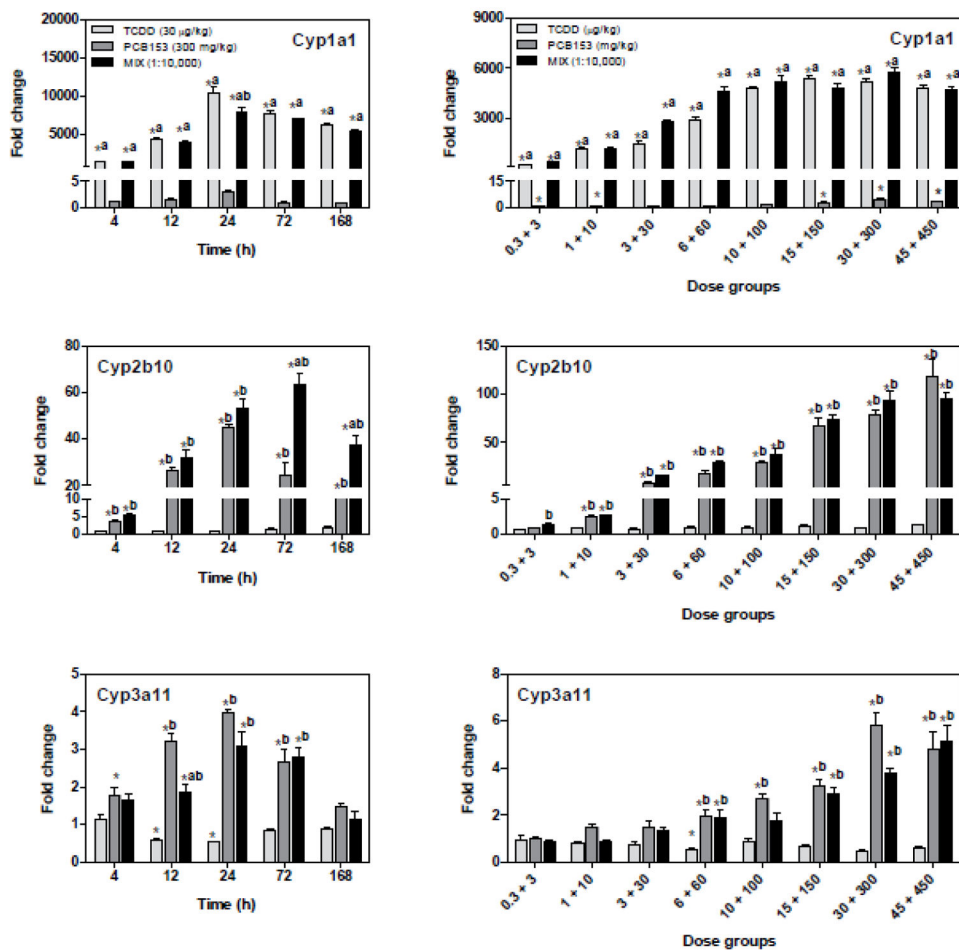 20000
15000
10000
5000
5
0
Fold change
TCDD (30 µg/kg)
PCB153 (300 mg/kg)
MIX (1:10,000)
Cyp1a1
*a *a *a *a *a *ab *a *a *a *a
4 12 24 72 168
Time (h)
9000
6000
3000
15
0
Fold change
TCDD (µg/kg)
PCB153 (mg/kg)
MIX (1:10,000)
Cyp1a1
*a *a *a *a *a *a *a *a *a *a *a *a *a *a *a *a
* * * * *
0.3 + 3 1 + 10 3 + 30 6 + 60 10 + 100 15 + 150 30 + 300 45 + 450
Dose groups
80
60
40
20
10
5
0
Fold change
Cyp2b10
*b *b *b *b *b *b *b *ab *b *ab
4 12 24 72 168
Time (h)
150
100
50
5
0
Fold change
Cyp2b10
b *b *b *b *b *b *b *b *b *b *b *b *b *b *b
0.3 + 3 1 + 10 3 + 30 6 + 60 10 + 100 15 + 150 30 + 300 45 + 450
Dose groups
5
4
3
2
1
0
Fold change
Cyp3a11
* * *b *ab * *b *b *b *b
4 12 24 72 168
Time (h)
8
6
4
2
0
Fold change
Cyp3a11
* *b *b *b *b *b *b *b *b *b
0.3 + 3 1 + 10 3 + 30 6 + 60 10 + 100 15 + 150 30 + 300 45 + 450
Dose groups